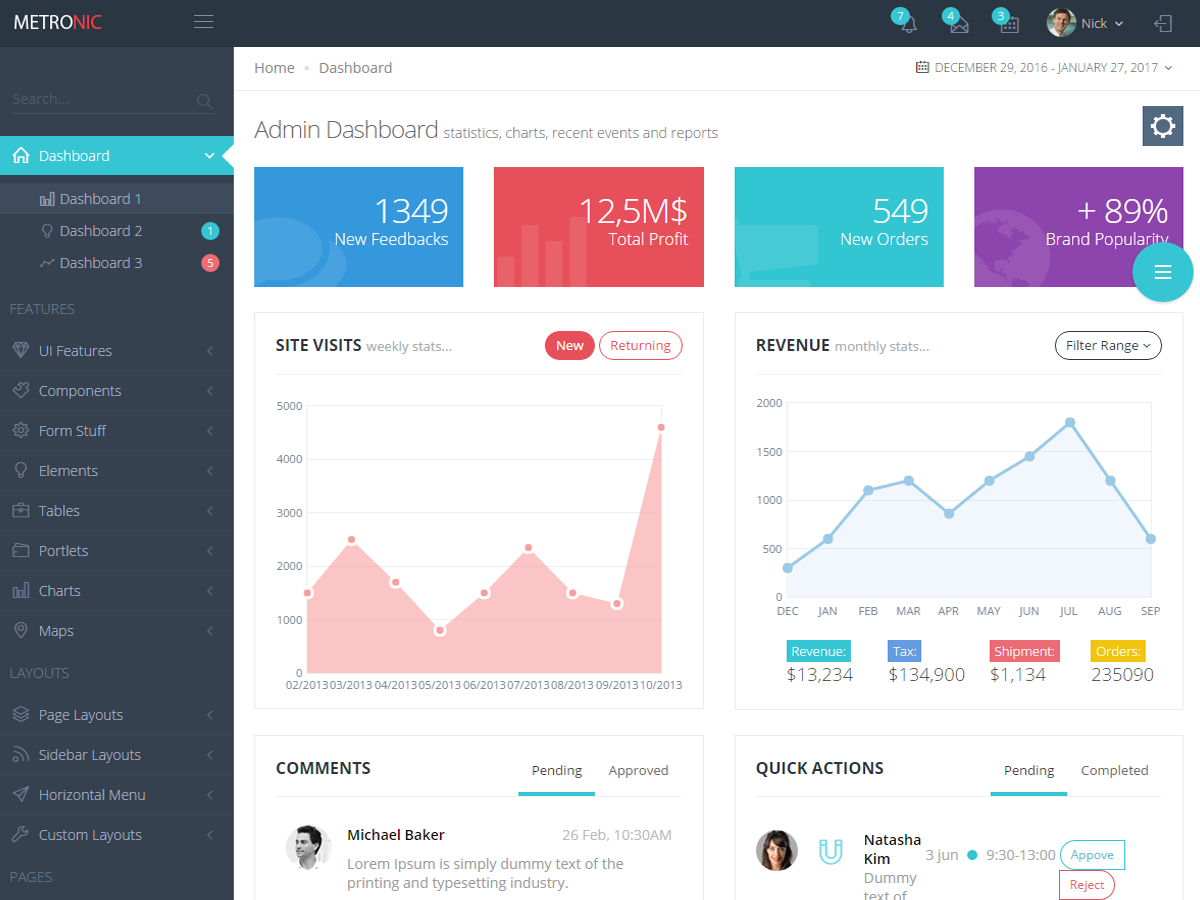 METRONIC
7
4
3
Nick
Search...
Home
Dashboard
DECEMBER 29, 2016 - JANUARY 27, 2017
Dashboard
Dashboard 1
Dashboard 2
1
Dashboard 3
5
FEATURES
UI Features
Components
Form Stuff
Elements
Tables
Portlets
Charts
Maps
LAYOUTS
Page Layouts
Sidebar Layouts
Horizontal Menu
Custom Layouts
PAGES
Admin Dashboard statistics, charts, recent events and reports
1349
New Feedbacks
12,5M$
Total Profit
549
New Orders
+ 89%
Brand Popularity
SITE VISITS weekly stats...
New
Returning
5000
4000
3000
2000
1000
0
02/2013 03/2013 04/2013 05/2013 06/2013 07/2013 08/2013 09/2013 10/2013
REVENUE monthly stats...
Filter Range
2000
1500
1000
500
0
DEC JAN FEB MAR APR MAY JUN JUL AUG SEP
Revenue:
$13,234
Tax:
$134,900
Shipment:
$1,134
Orders:
235090
COMMENTS
Pending
Approved
Michael Baker
26 Feb, 10:30AM
Lorem Ipsum is simply dummy text of the
printing and typesetting industry.
QUICK ACTIONS
Pending
Completed
Natasha
Kim
Dummy
text of
3 jun
9:30-13:00
Appove
Reject